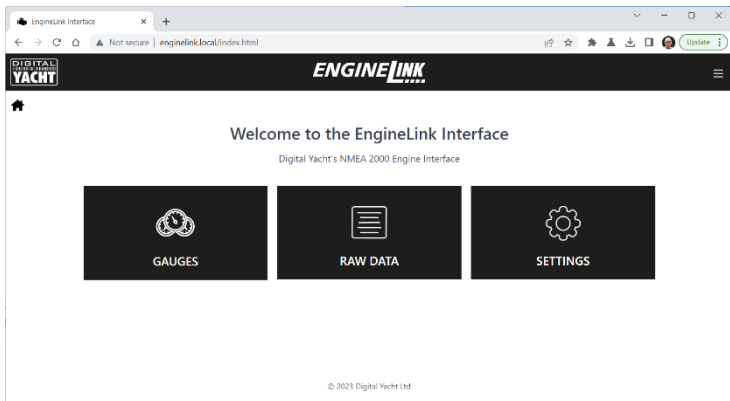 EngineLink Interface
Not secure | enginelink.local/index.html
Update
DIGITAL
YACHT
ENGINELINK
Welcome to the EngineLink Interface
Digital Yacht's NMEA 2000 Engine Interface
GAUGES
RAW DATA
SETTINGS
© 2023 Digital Yacht Ltd